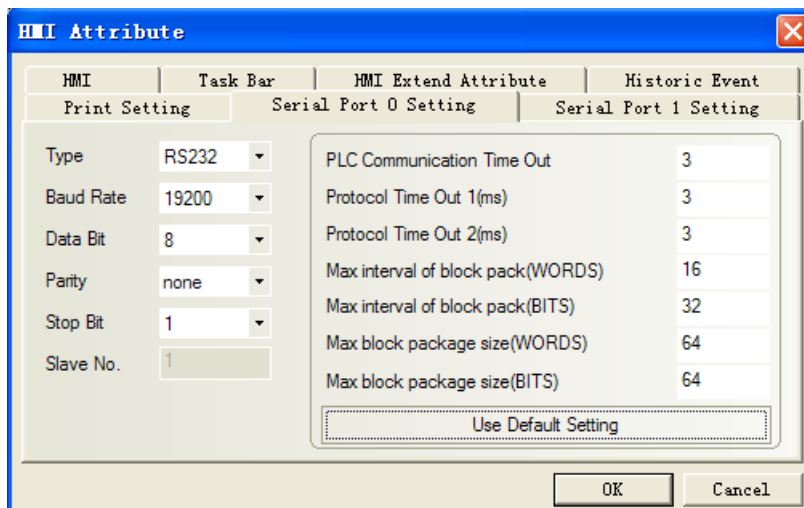 HMI Attribute
HMI Task Bar HMI Extend Attribute Historic Event
Print Setting Serial Port 0 Setting Serial Port 1 Setting
Type RS232
Baud Rate 19200
Data Bit 8
Parity none
Stop Bit 1
Slave No. 1
PLC Communication Time Out 3
Protocol Time Out 1(ms) 3
Protocol Time Out 2(ms) 3
Max interval of block pack(WORDS) 16
Max interval of block pack(BITS) 32
Max block package size(WORDS) 64
Max block package size(BITS) 64
Use Default Setting
OK Cancel